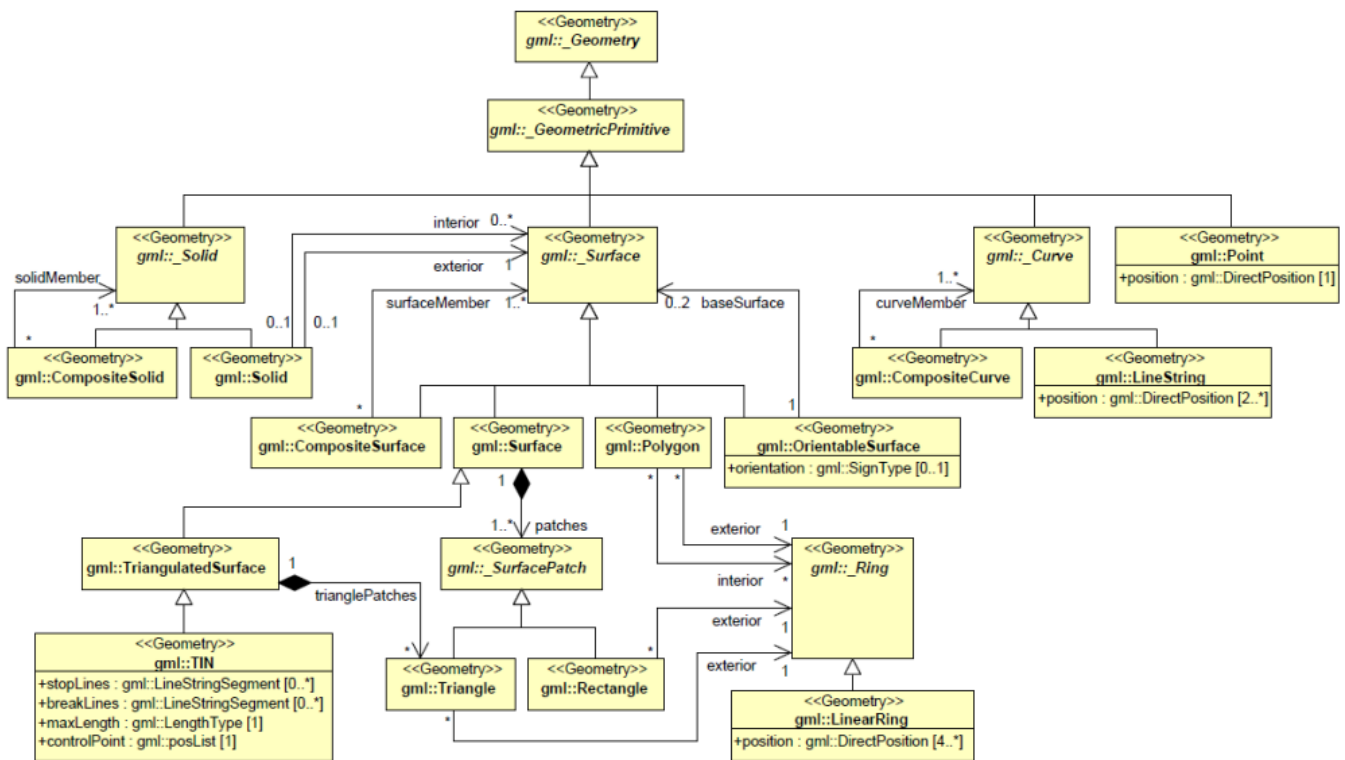 <<Geometry>>
gml::_Geometry
<<Geometry>>
gml::_GeometricPrimitive
<<Geometry>>
gml::_Solid
interior 0..*
exterior 1
<<Geometry>>
gml::_Surface
<<Geometry>>
gml::_Curve
<<Geometry>>
gml::Point
+position : gml::DirectPosition [1]
solidMember
1..*
*
0..1
0..1
surfaceMember 1..*
*
0..2 baseSurface
1
1..*
curveMember
*
<<Geometry>>
gml::CompositeSolid
<<Geometry>>
gml::Solid
<<Geometry>>
gml::CompositeCurve
<<Geometry>>
gml::LineString
+position : gml::DirectPosition [2..*]
<<Geometry>>
gml::CompositeSurface
<<Geometry>>
gml::Surface
<<Geometry>>
gml::Polygon
<<Geometry>>
gml::OrientableSurface
+orientation : gml::SignType [0..1]
1
1..* patches
* *
exterior 1
interior *
<<Geometry>>
gml::TriangulatedSurface
1
trianglePatches
*
<<Geometry>>
gml::_SurfacePatch
<<Geometry>>
gml::_Ring
exterior
1
*
exterior
1
*
<<Geometry>>
gml::TIN
+stopLines : gml::LineStringSegment [0..*]
+breakLines : gml::LineStringSegment [0..*]
+maxLength : gml::LengthType [1]
+controlPoint : gml::posList [1]
<<Geometry>>
gml::Triangle
<<Geometry>>
gml::Rectangle
<<Geometry>>
gml::LinearRing
+position : gml::DirectPosition [4..*]